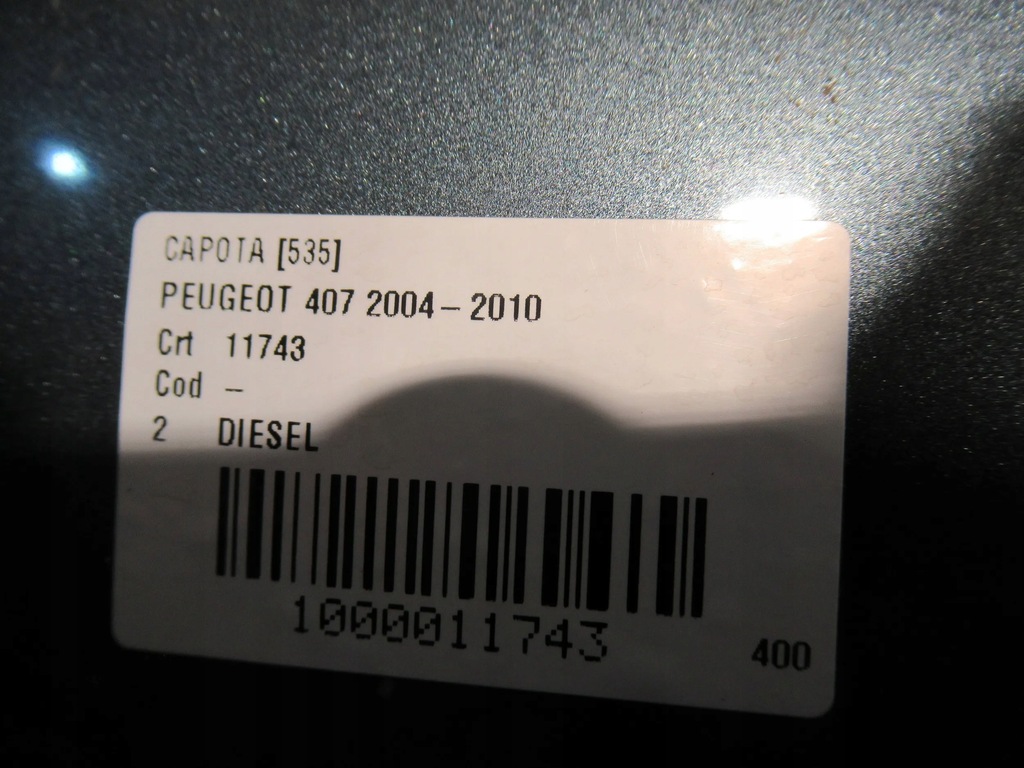 CAPOTA [535]
PEUGEOT 407 2004-2010
Crt 11743
Cod -
2 DIESEL
1000011743
400